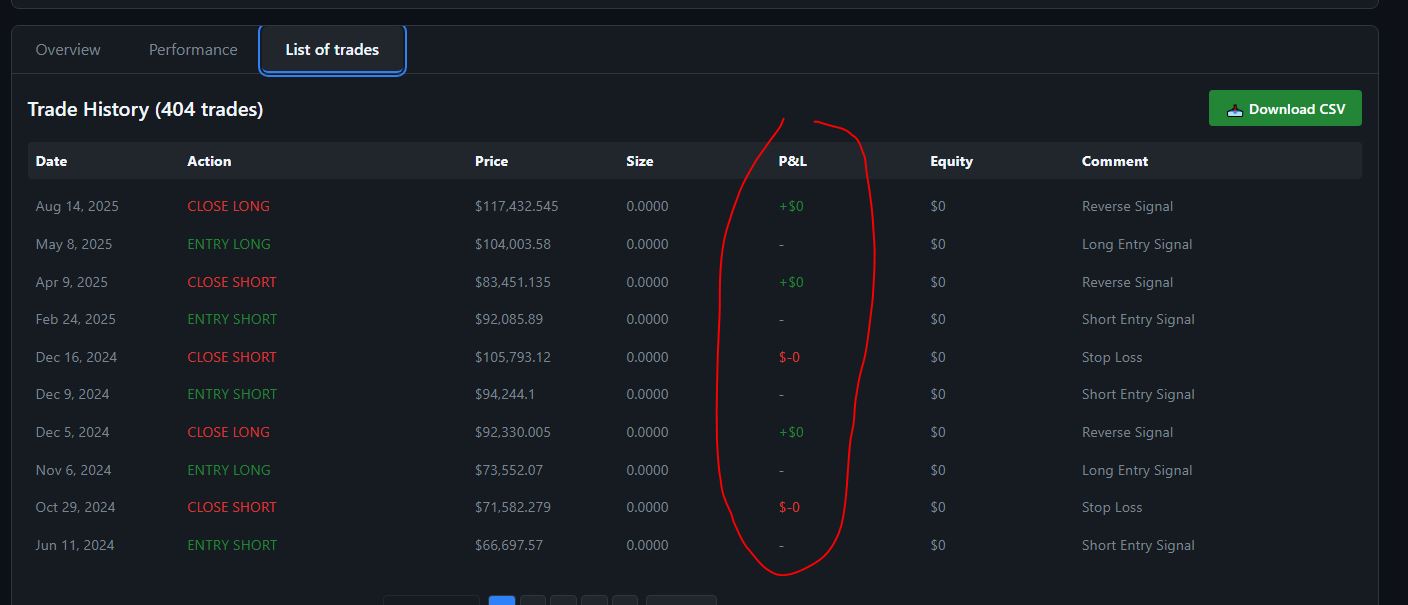 Overview Performance List of trades
Trade History (404 trades) Download CSV
Date Action Price Size P&L Equity Comment
Aug 14, 2025 CLOSE LONG $117,432.545 0.0000 +$0 $0 Reverse Signal
May 8, 2025 ENTRY LONG $104,003.58 0.0000 - $0 Long Entry Signal
Apr 9, 2025 CLOSE SHORT $83,451.135 0.0000 +$0 $0 Reverse Signal
Feb 24, 2025 ENTRY SHORT $92,085.89 0.0000 - $0 Short Entry Signal
Dec 16, 2024 CLOSE SHORT $105,793.12 0.0000 $-0 $0 Stop Loss
Dec 9, 2024 ENTRY SHORT $94,244.1 0.0000 - $0 Short Entry Signal
Dec 5, 2024 CLOSE LONG $92,330.005 0.0000 +$0 $0 Reverse Signal
Nov 6, 2024 ENTRY LONG $73,552.07 0.0000 - $0 Long Entry Signal
Oct 29, 2024 CLOSE SHORT $71,582.279 0.0000 $-0 $0 Stop Loss
Jun 11, 2024 ENTRY SHORT $66,697.57 0.0000 - $0 Short Entry Signal